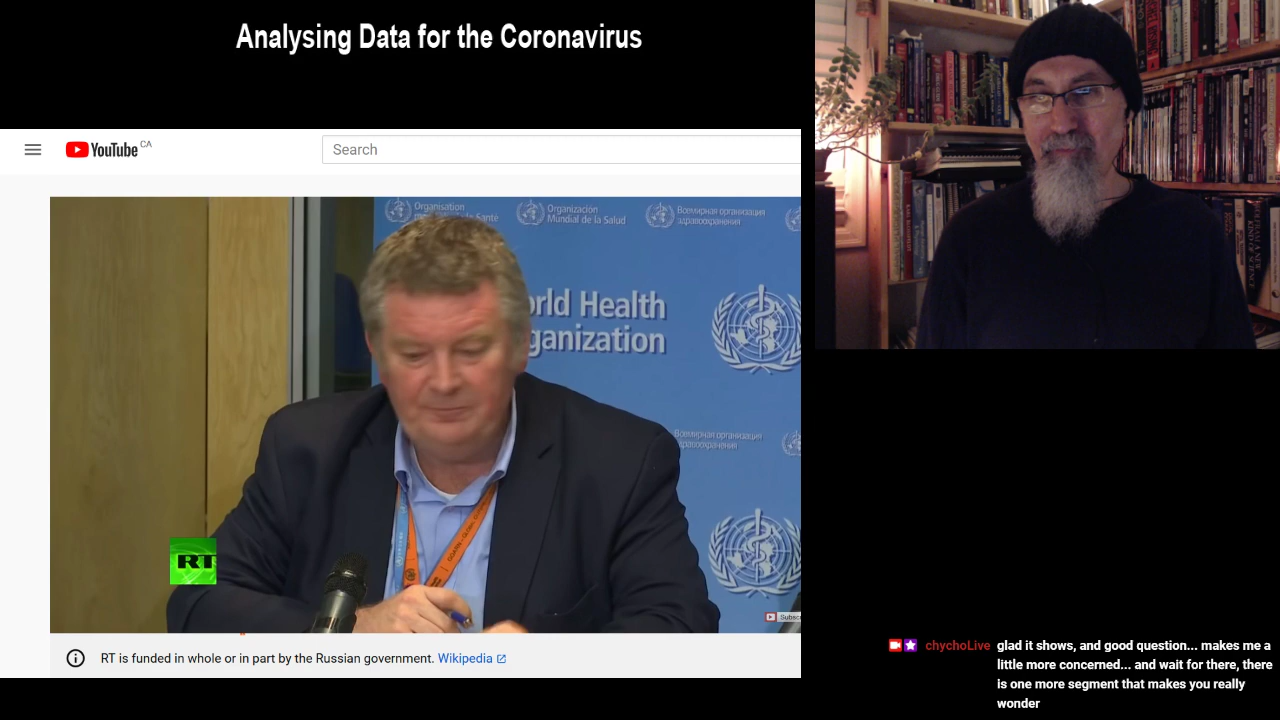 Analysing Data for the Coronavirus
YouTube CA
Search
Organisation
Organización
Mundial de la Salud
Всемирная организация
здравоохранения
Health
Всемирная организация
здравоохранения
RT
RT is funded in whole or in part by the Russian government. Wikipedia
chychoLive glad it shows, and good question... makes me a
little more concerned... and wait for there, there
is one more segment that makes you really
wonder